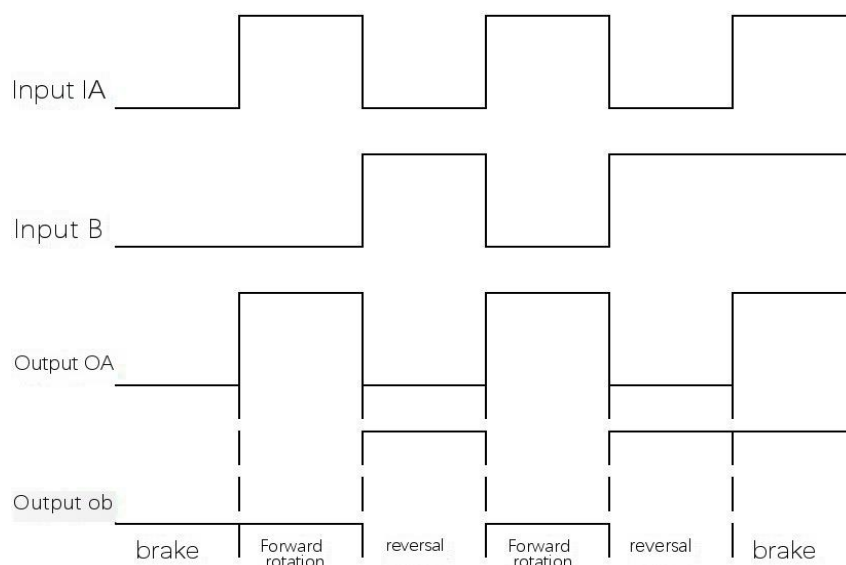 Input IA
Input B
Output OA
Output ob
brake
Forward
rotation
reversal
Forward
rotation
reversal
brake